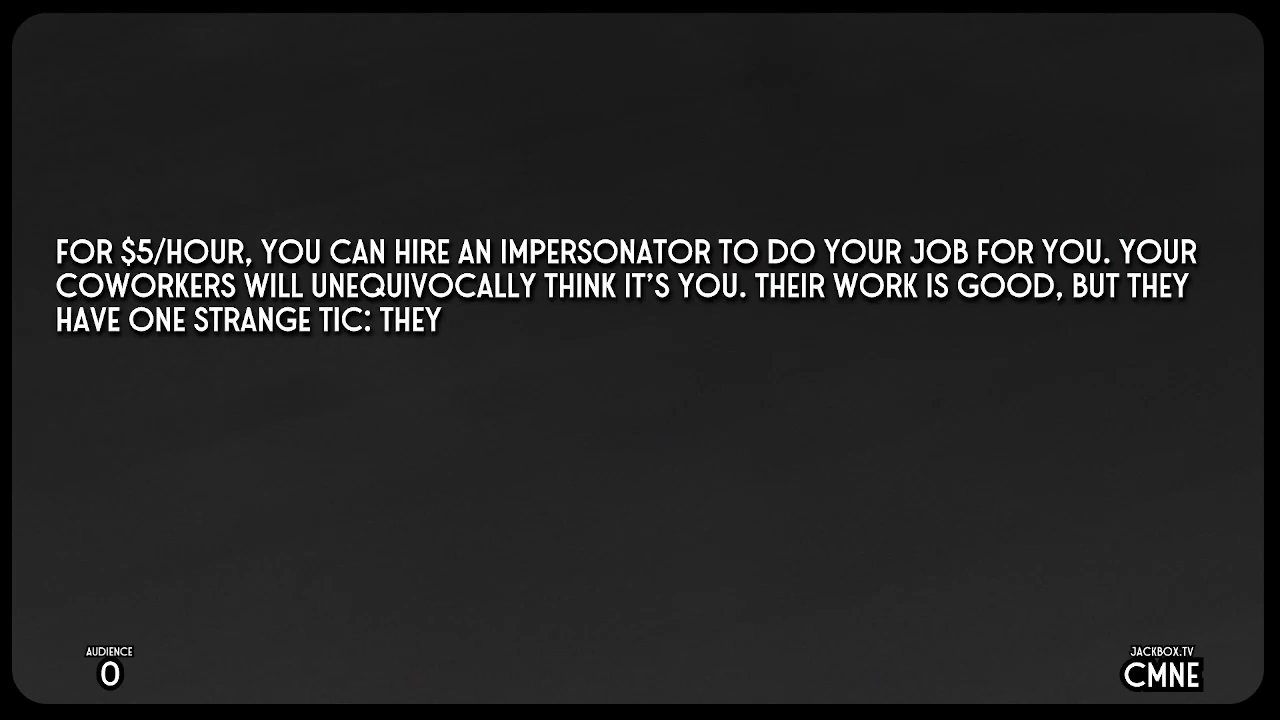 FOR $5/HOUR, YOU CAN HIRE AN IMPERSONATOR TO DO YOUR JOB FOR YOU. YOUR
COWORKERS WILL UNEQUIVOCALLY THINK IT'S YOU. THEIR WORK IS GOOD, BUT THEY
HAVE ONE STRANGE TIC: THEY
AUDIENCE
0
JACKBOX.TV
CMNE